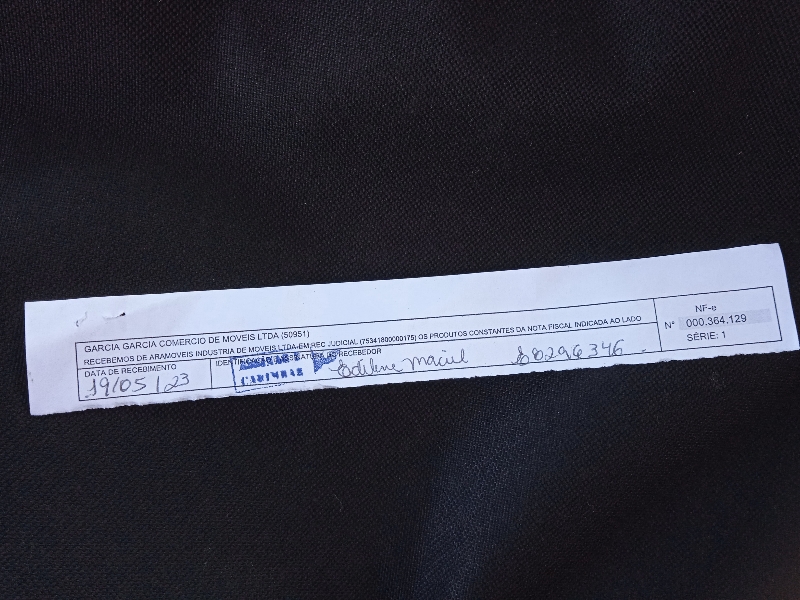 GARCIA GARCIA COMERCIO DE MOVEIS LTDA (50951)
RECEBEMOS DE ARAMOVEIS INDUSTRIA DE MOVEIS LTDA-EM REC JUDICIAL (75341800000175) OS PRODUTOS CONSTANTES DA NOTA FISCAL INDICADA AO LADO
DATA DE RECEBIMENTO
19/05/23
IDENTIFICAÇÃO E ASSINATURA DO RECEBEDOR
Edilene Maciel
NF-e
N° 000.364.129
SÉRIE: 1